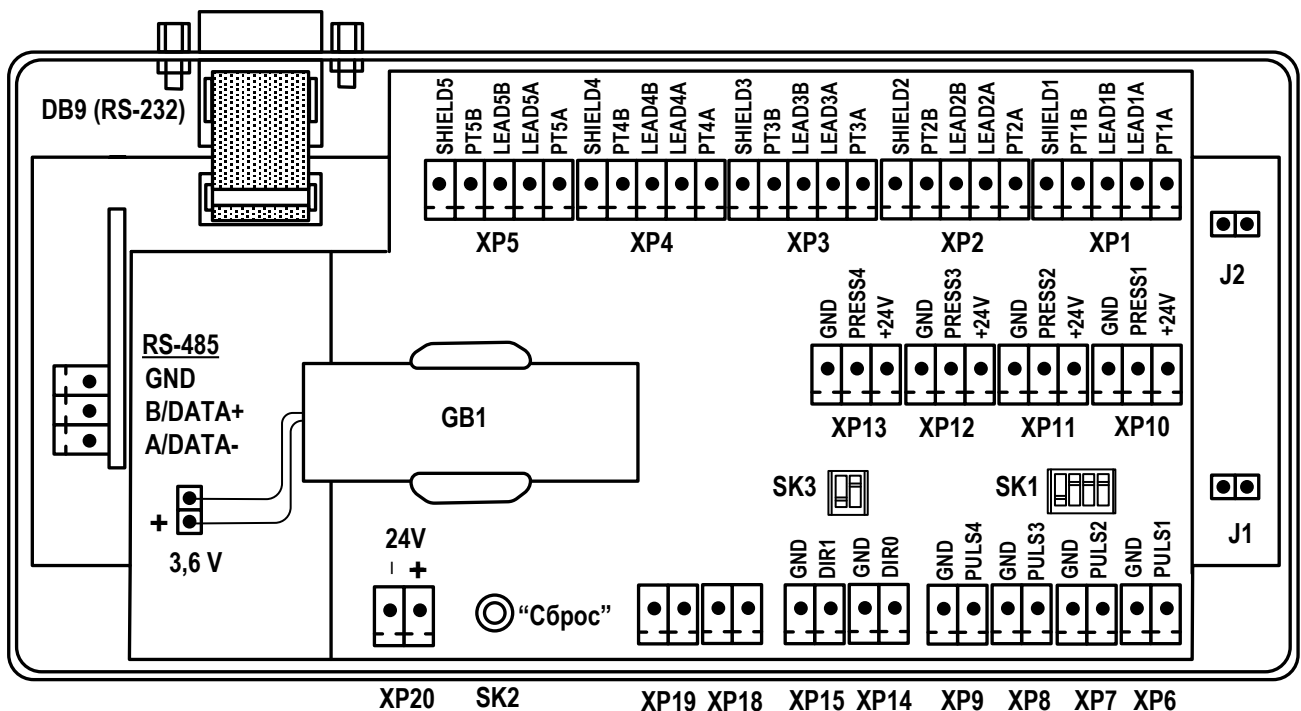 DB9 (RS-232)
SHIELD5
PT5B
LEAD5B
LEAD5A
PT5A
SHIELD4
PT4B
LEAD4B
LEAD4A
PT4A
SHIELD3
PT3B
LEAD3B
LEAD3A
PT3A
SHIELD2
PT2B
LEAD2B
LEAD2A
PT2A
SHIELD1
PT1B
LEAD1B
LEAD1A
PT1A
XP5 XP4 XP3 XP2 XP1
J2
GND
PRESS4
+24V
GND
PRESS3
+24V
GND
PRESS2
+24V
GND
PRESS1
+24V
XP13 XP12 XP11 XP10
RS-485
GND
B/DATA+
A/DATA-
GB1
SK3
SK1
J1
+
3,6 V
24V
– +
"Сброс"
GND
DIR1
GND
DIR0
GND
PULS4
GND
PULS3
GND
PULS2
GND
PULS1
XP20 SK2 XP19 XP18 XP15 XP14 XP9 XP8 XP7 XP6